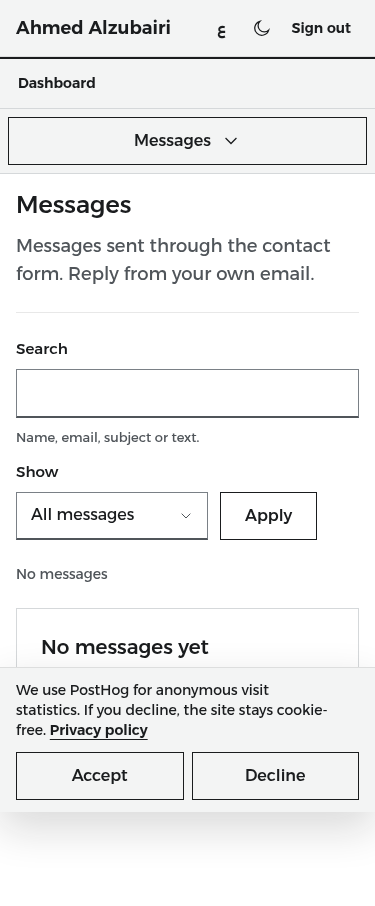 Ahmed Alzubairi
ع
Sign out
Dashboard
Messages
Messages
Messages sent through the contact
form. Reply from your own email.
Search
Name, email, subject or text.
Show
All messages
Apply
No messages
No messages yet
We use PostHog for anonymous visit
statistics. If you decline, the site stays cookie-
free. Privacy policy
Accept
Decline